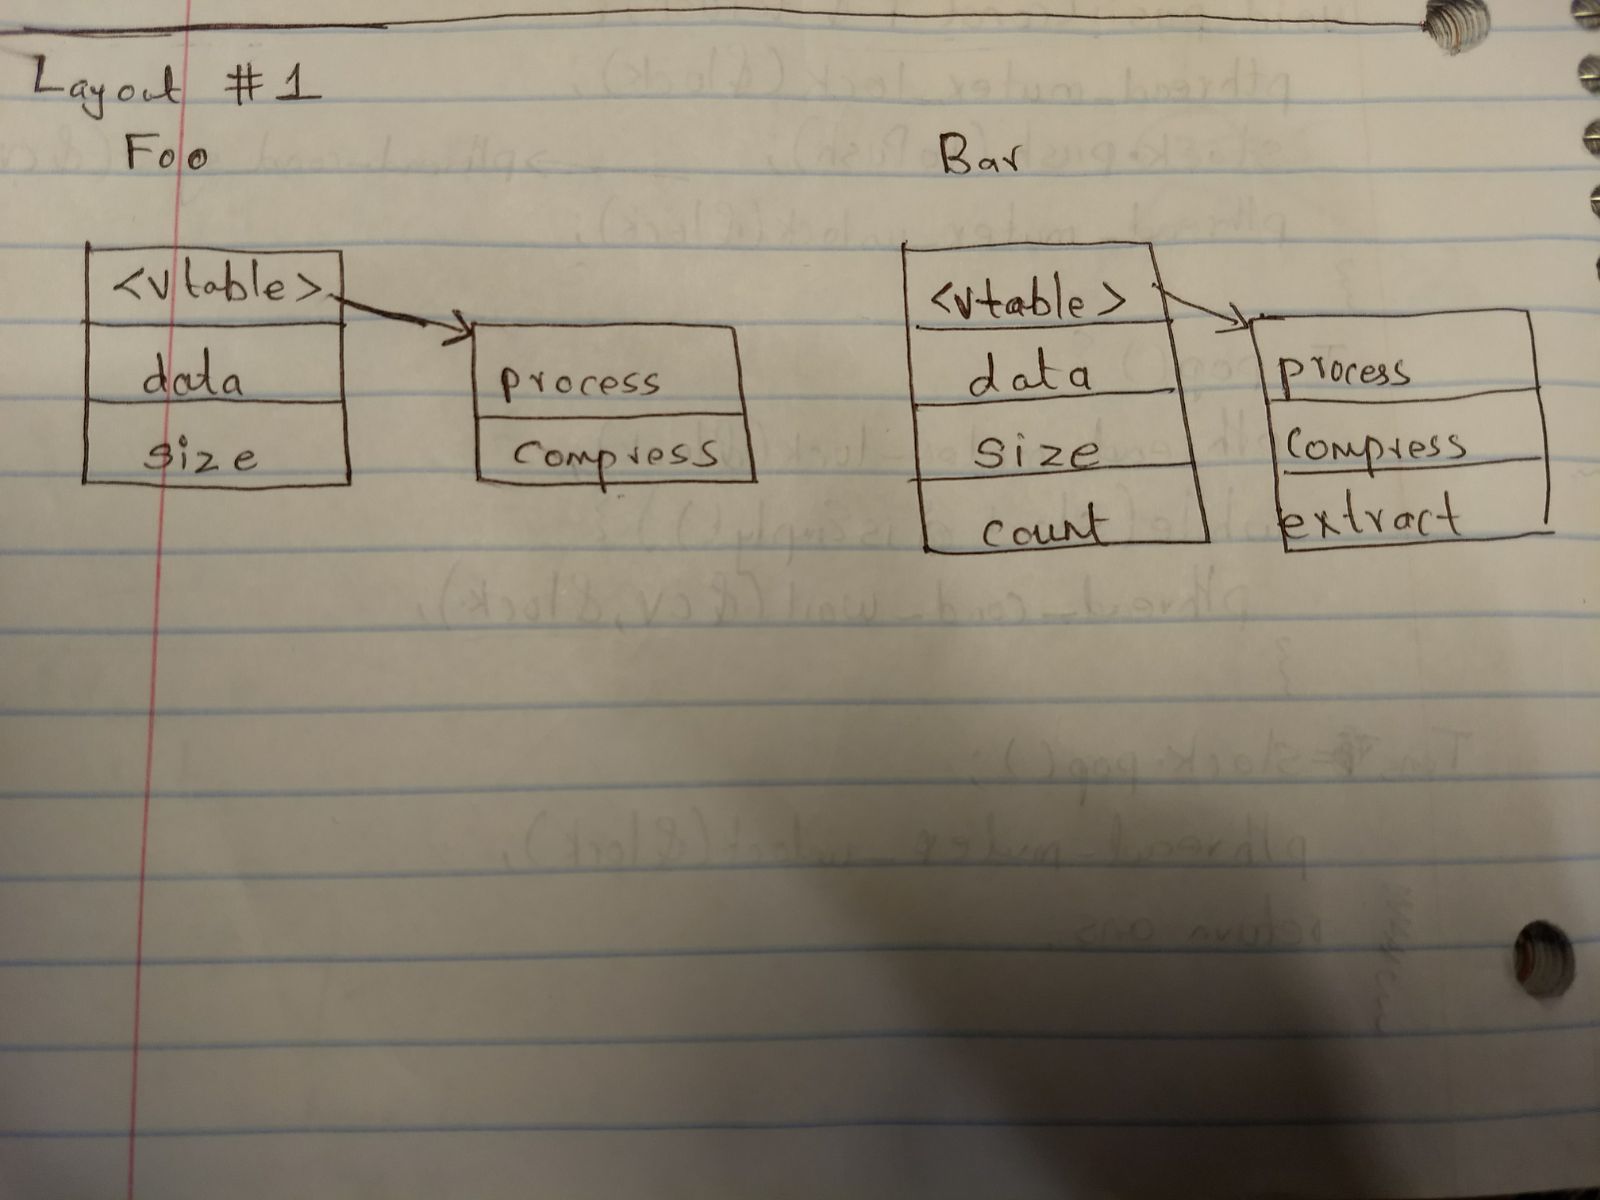 Layout #1
Foo Bar
<vtable> <vtable>
data process data process
size compress size compress
count extract